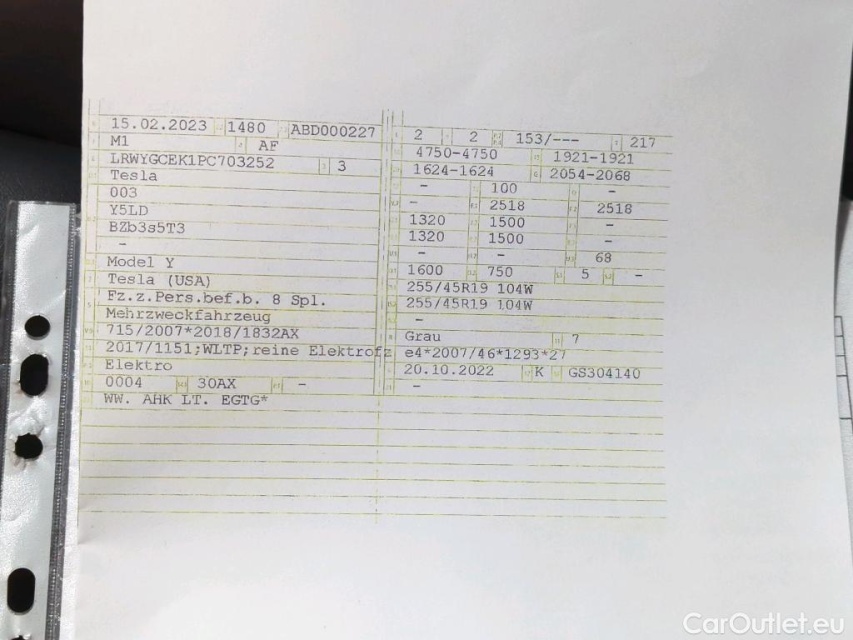 15.02.2023 1480 ABD000227
M1 AF
LRWYGCEK1PC703252 3
Tesla
003
Y5LD
BZb3s5T3
-
Model Y
Tesla (USA)
Fz.z.Pers.bef.b. 8 Spl.
Mehrzweckfahrzeug
715/2007*2018/1832AX
2017/1151;WLTP;reine Elektrofz
Elektro
0004 30AX -
WW. AHK LT. EGTG*
2 2 153/--- 217
4750-4750 1921-1921
1624-1624 2054-2068
- 100 -
- 2518 2518
1320 1500 -
1320 1500 -
- - 68
1600 750 5 -
255/45R19 104W
255/45R19 104W
-
Grau 7
e4*2007/46*1293*27
20.10.2022 K GS304140
-
CarOutlet.eu